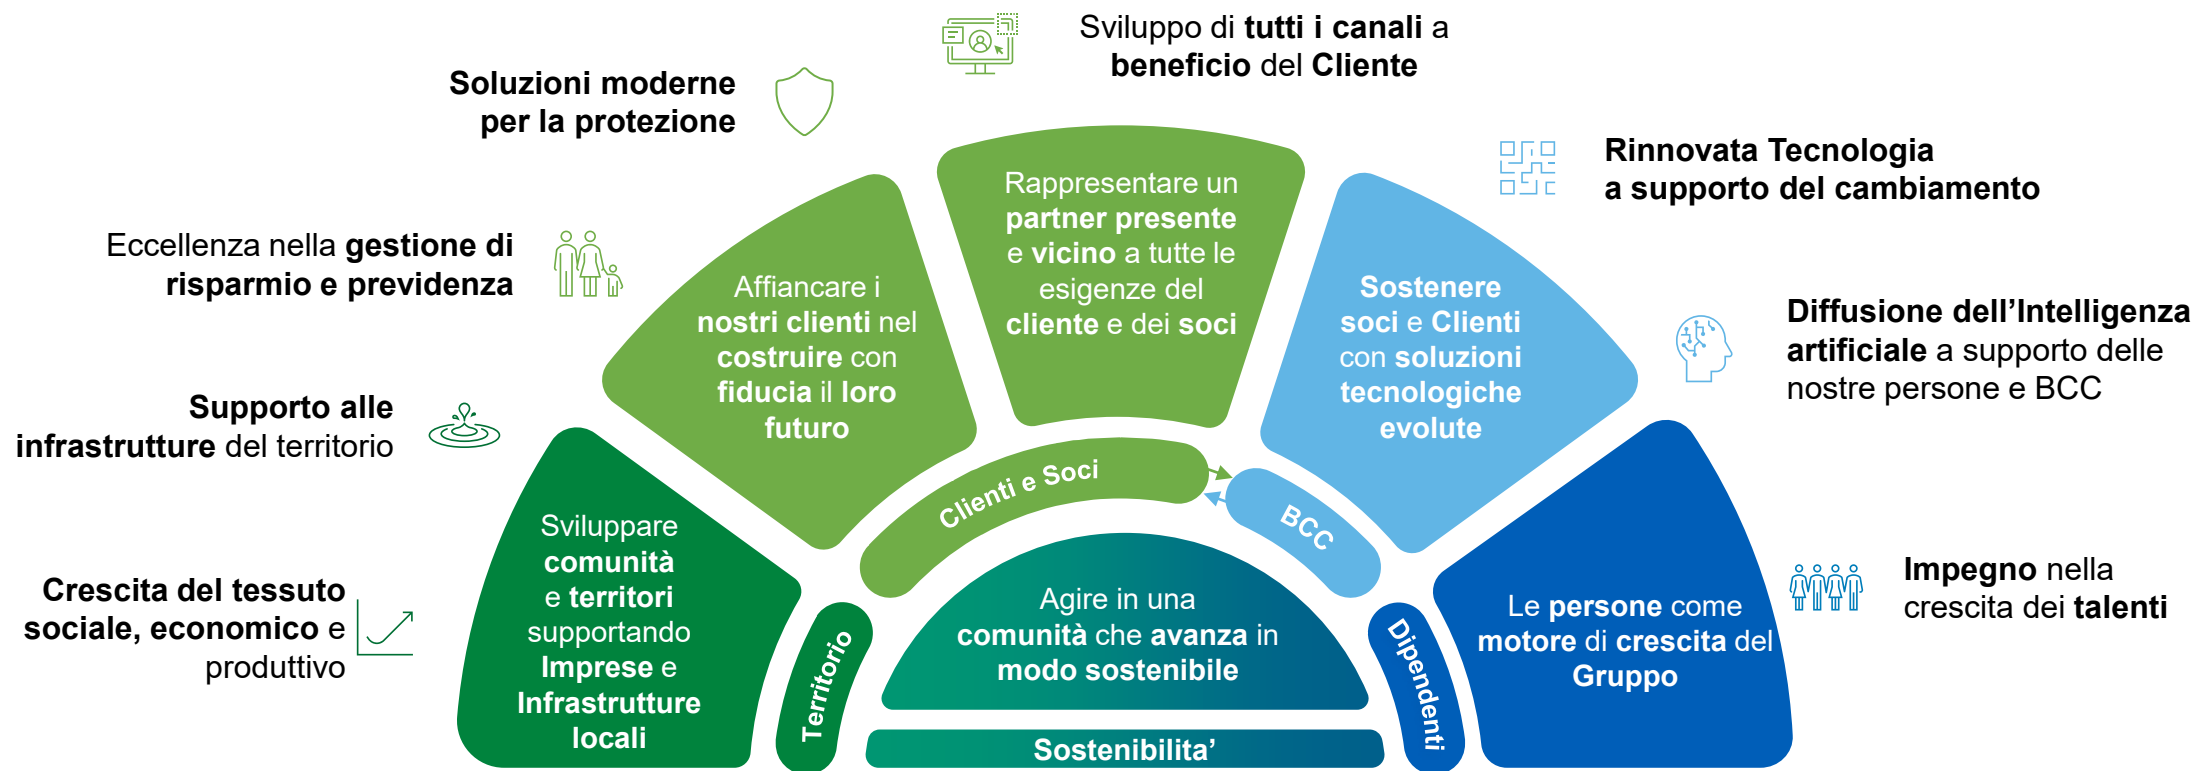 Sviluppo di tutti i canali a
beneficio del Cliente
Soluzioni moderne
per la protezione
Rinnovata Tecnologia
a supporto del cambiamento
Eccellenza nella gestione di
risparmio e previdenza
Diffusione dell’Intelligenza
artificiale a supporto delle
nostre persone e BCC
Supporto alle
infrastrutture del territorio
Crescita del tessuto
sociale, economico e
produttivo
Impegno nella
crescita dei talenti
Sviluppare
comunità
e territori
supportando
Imprese e
Infrastrutture
locali
Affiancare i
nostri clienti nel
costruire con
fiducia il loro
futuro
Rappresentare un
partner presente
e vicino a tutte le
esigenze del
cliente e dei soci
Sostenere
soci e Clienti
con soluzioni
tecnologiche
evolute
Le persone come
motore di crescita del
Gruppo
Territorio
Clienti e Soci
BCC
Dipendenti
Agire in una
comunità che avanza in
modo sostenibile
Sostenibilita’